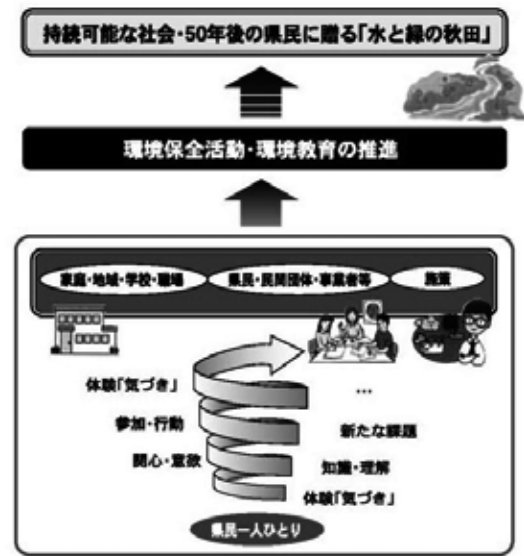 持続可能な社会・50年後の県民に贈る「水と緑の秋田」
環境保全活動・環境教育の推進
家庭・地域・学校・職場
県民・民間団体・事業者等
施策
体験「気づき」
…
参加・行動
新たな課題
関心・意欲
知識・理解
体験「気づき」
県民一人ひとり